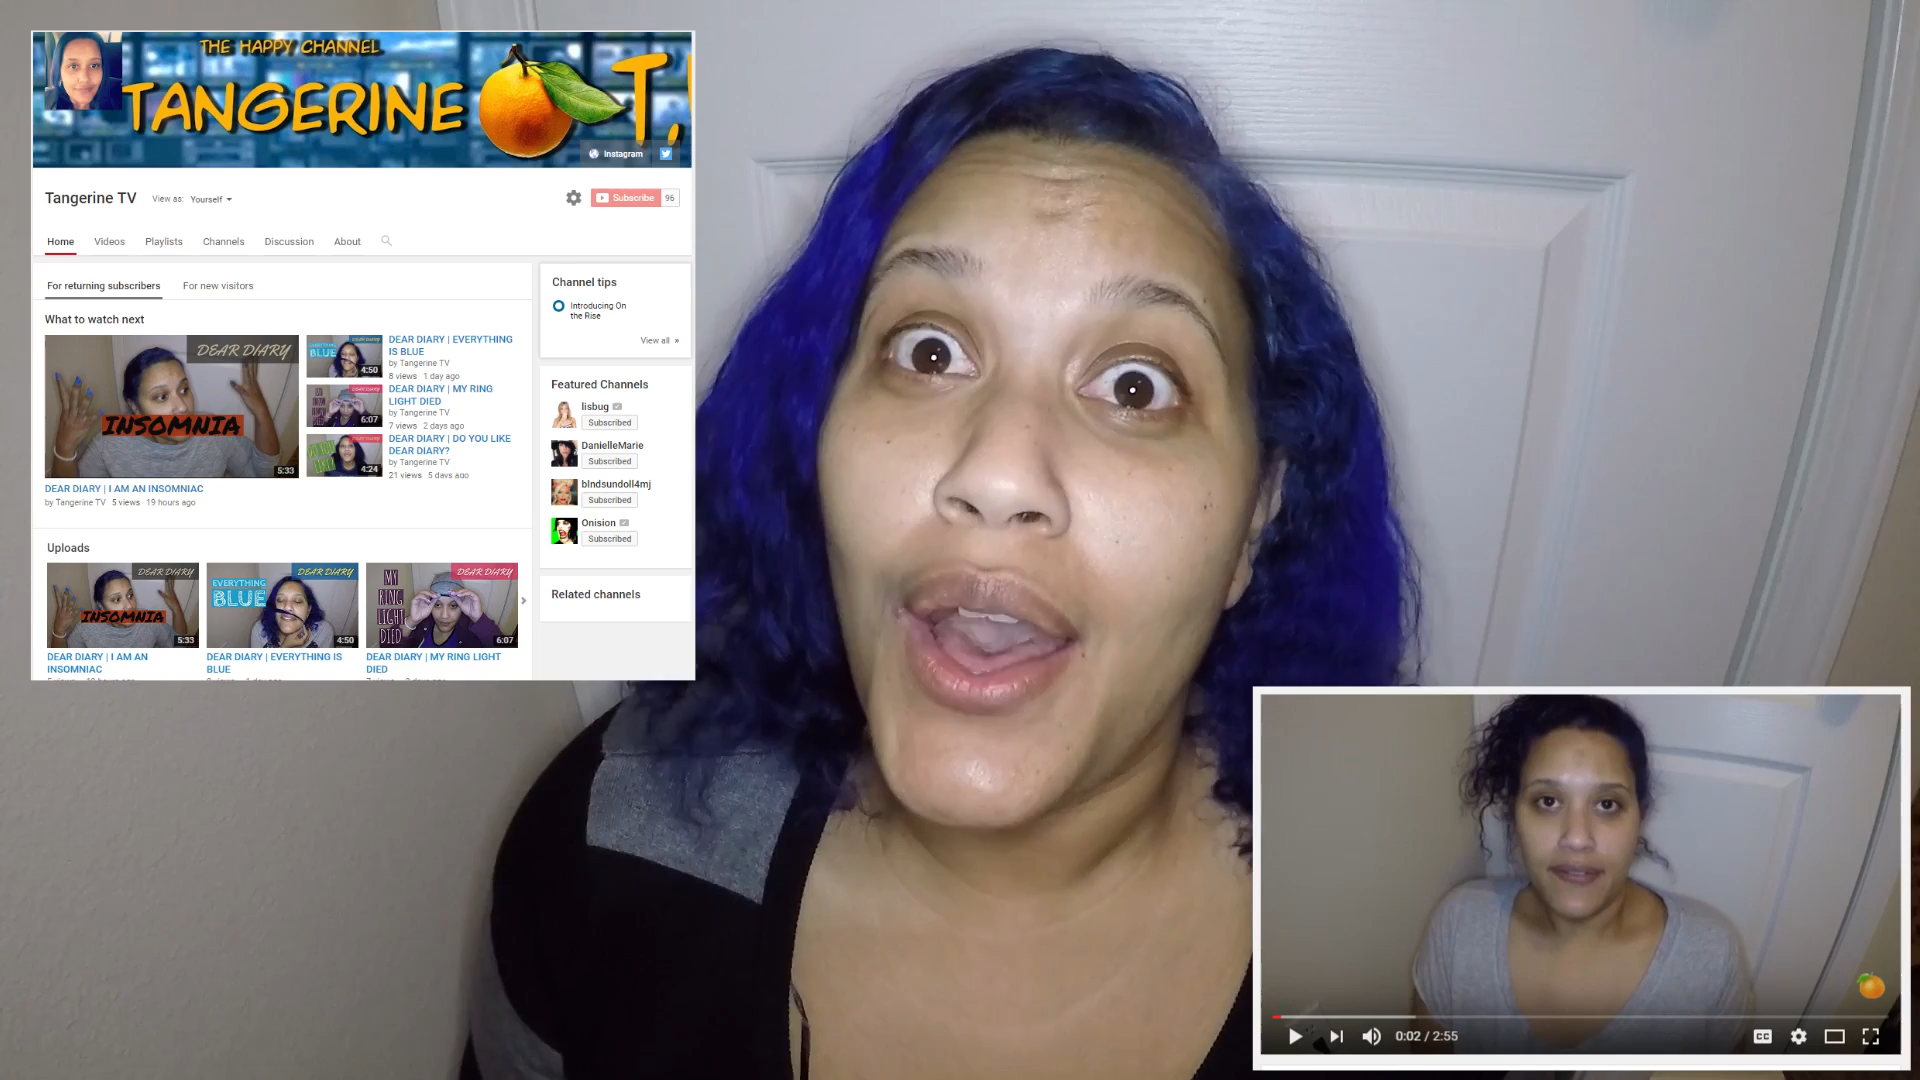 THE HAPPY CHANNEL
TANGERINE T.
Instagram
Tangerine TV View as: Yourself
Subscribe 96
Home Videos Playlists Channels Discussion About
For returning subscribers For new visitors
What to watch next
DEAR DIARY
INSOMNIA
5:33
DEAR DIARY | I AM AN INSOMNIAC
by Tangerine TV 5 views 19 hours ago
BLUE
4:50
DEAR DIARY | EVERYTHING
IS BLUE
by Tangerine TV
8 views 1 day ago
6:07
DEAR DIARY | MY RING
LIGHT DIED
by Tangerine TV
7 views 2 days ago
4:24
DEAR DIARY | DO YOU LIKE
DEAR DIARY?
by Tangerine TV
21 views 5 days ago
Channel tips
Introducing On
the Rise
View all »
Featured Channels
lisbug
Subscribed
DanielleMarie
Subscribed
blndsundoll4mj
Subscribed
Onision
Subscribed
Related channels
Uploads
DEAR DIARY
INSOMNIA
5:33
DEAR DIARY | I AM AN
INSOMNIAC
DEAR DIARY
EVERYTHING
BLUE
4:50
DEAR DIARY | EVERYTHING IS
BLUE
DEAR DIARY
MY
RING
LIGHT
DIED
6:07
DEAR DIARY | MY RING LIGHT
DIED
0:02 / 2:55
CC